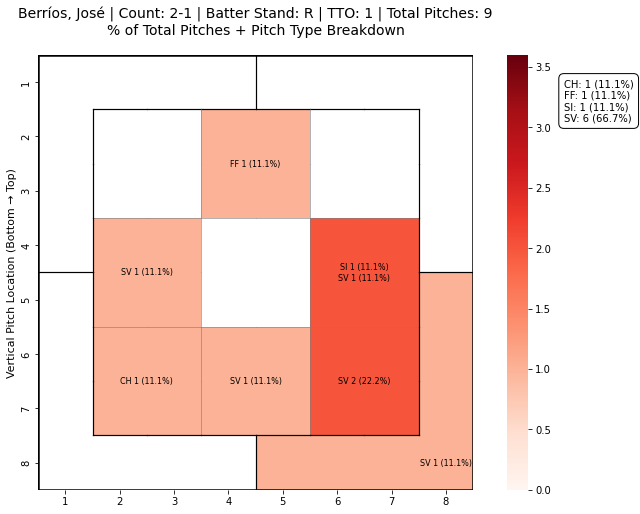 Berríos, José | Count: 2-1 | Batter Stand: R | TTO: 1 | Total Pitches: 9
% of Total Pitches + Pitch Type Breakdown
Vertical Pitch Location (Bottom → Top)
1
2
3
4
5
6
7
8
FF 1 (11.1%)
SV 1 (11.1%)
SI 1 (11.1%)
SV 1 (11.1%)
CH 1 (11.1%)
SV 1 (11.1%)
SV 2 (22.2%)
SV 1 (11.1%)
1 2 3 4 5 6 7 8
3.5
3.0
2.5
2.0
1.5
1.0
0.5
0.0
CH: 1 (11.1%)
FF: 1 (11.1%)
SI: 1 (11.1%)
SV: 6 (66.7%)